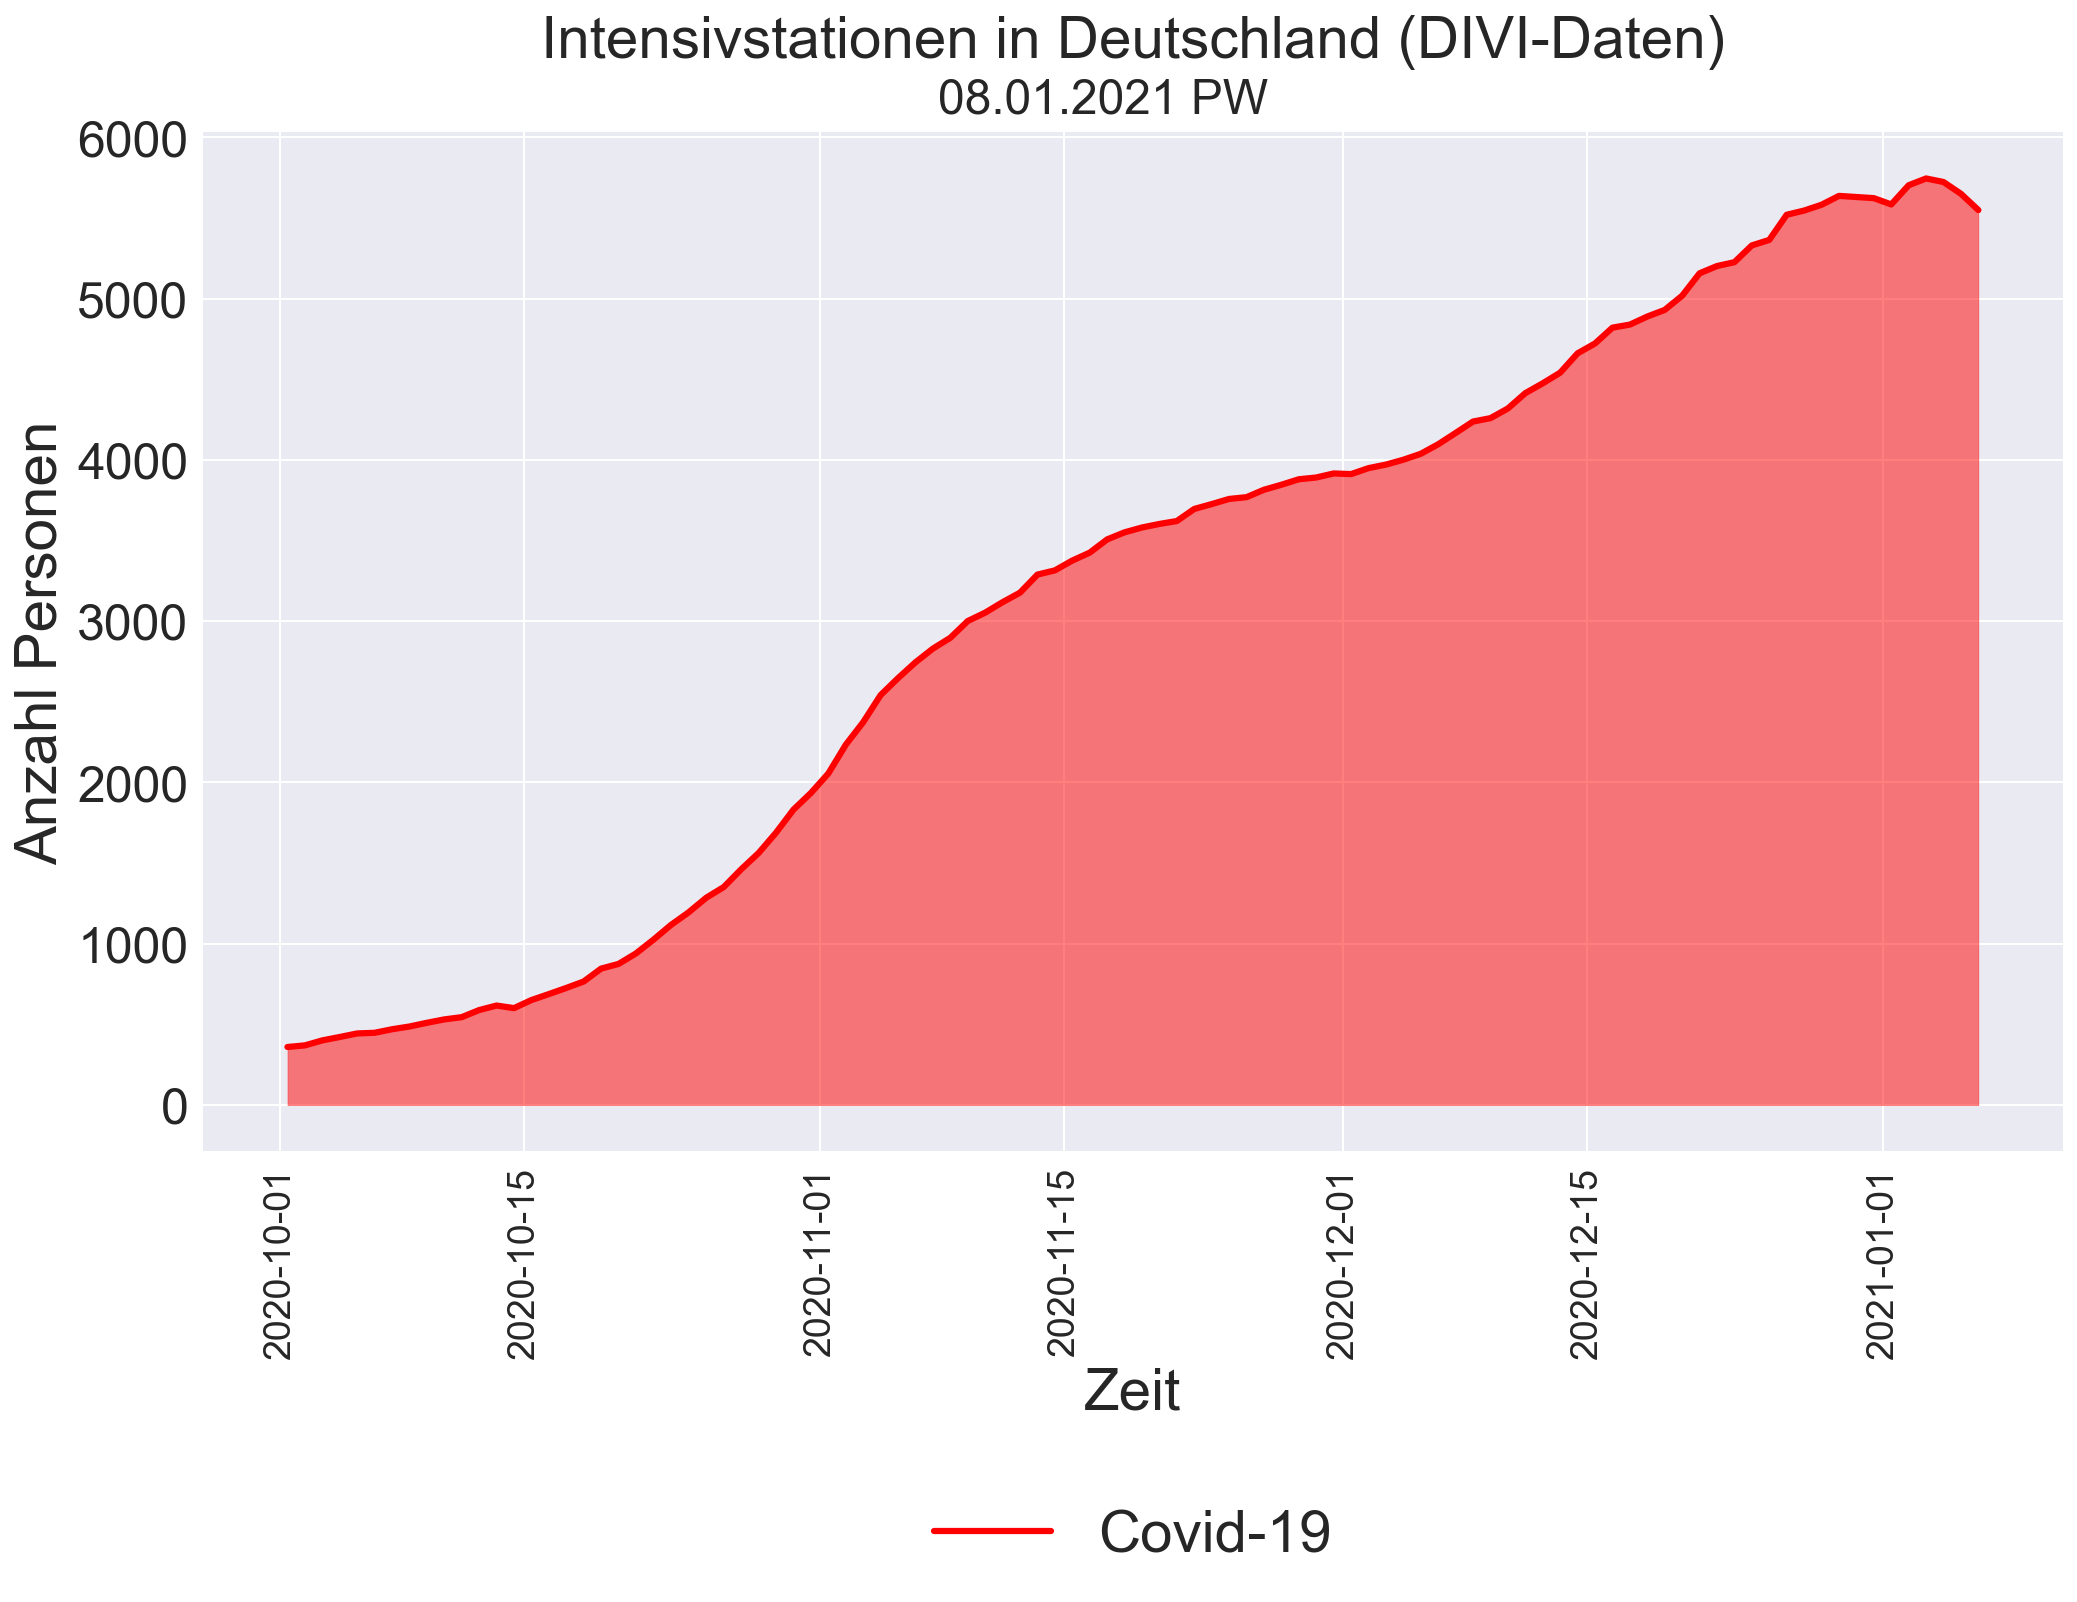 Intensivstationen in Deutschland (DIVI-Daten)
08.01.2021 PW
Anzahl Personen
6000
5000
4000
3000
2000
1000
0
2020-10-01
2020-10-15
2020-11-01
2020-11-15
2020-12-01
2020-12-15
2021-01-01
Zeit
Covid-19